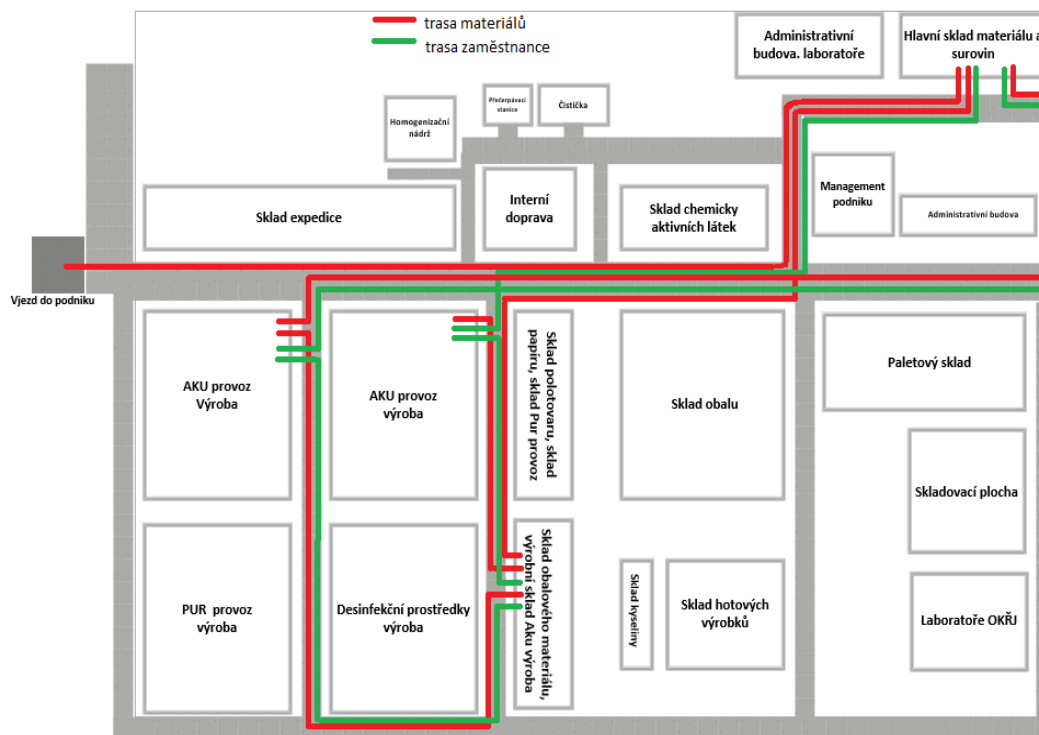 trasa materiálů
trasa zaměstnance
Administrativní
budova. laboratoře
Hlavní sklad materiálu a
surovin
Přečerpávací
stanice
Čistička
Homogenizační
nádrž
Interní
doprava
Sklad expedice
Sklad chemicky
aktivních látek
Management
podniku
Administrativní budova
Vjezd do podniku
AKU provoz
Výroba
AKU provoz
výroba
Sklad polotovaru, sklad
papíru, sklad Pur provoz
Sklad obalu
Paletový sklad
Skladovací plocha
PUR provoz
výroba
Desinfekční prostředky
výroba
Sklad obalového materiálu,
výrobní sklad Aku výroba
Sklad kyseliny
Sklad hotových
výrobků
Laboratoře OKŘJ